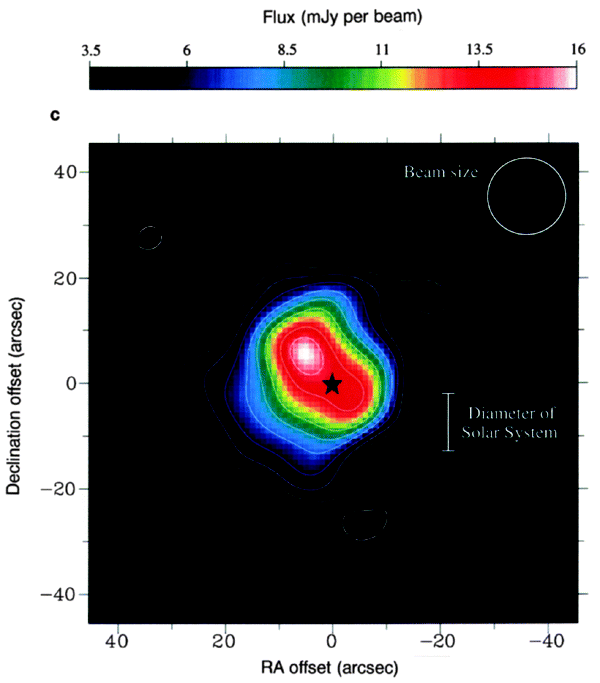 Flux (mJy per beam)
3.5 6 8.5 11 13.5 16
c
Beam size
Diameter of
Solar System
40
20
0
−20
−40
Declination offset (arcsec)
40 20 0 −20 −40
RA offset (arcsec)